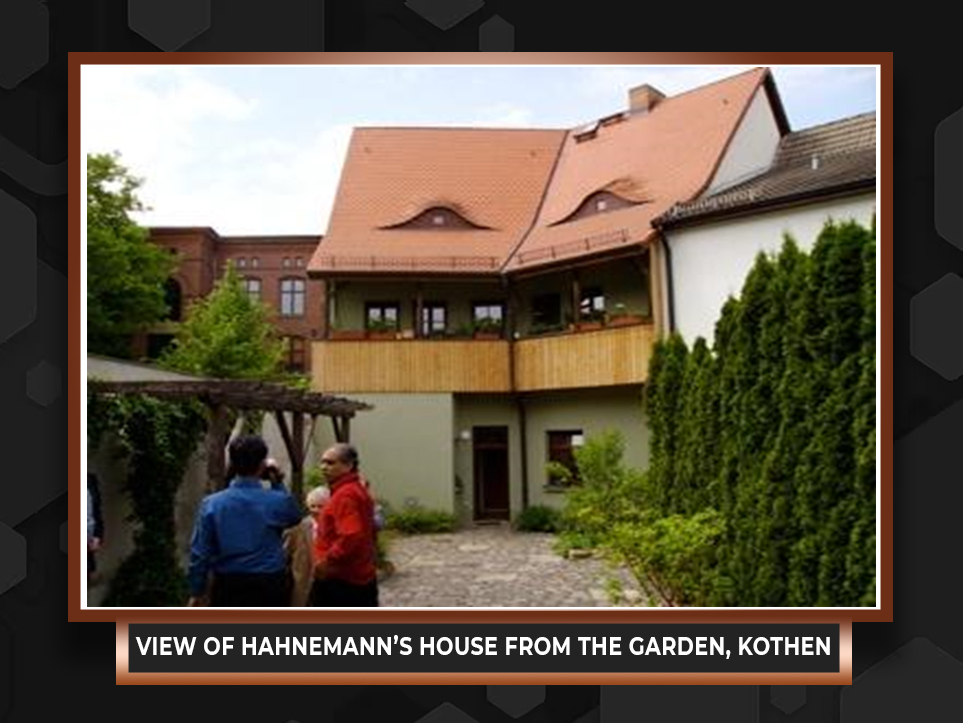 VIEW OF HAHNEMANN’S HOUSE FROM THE GARDEN, KOTHEN